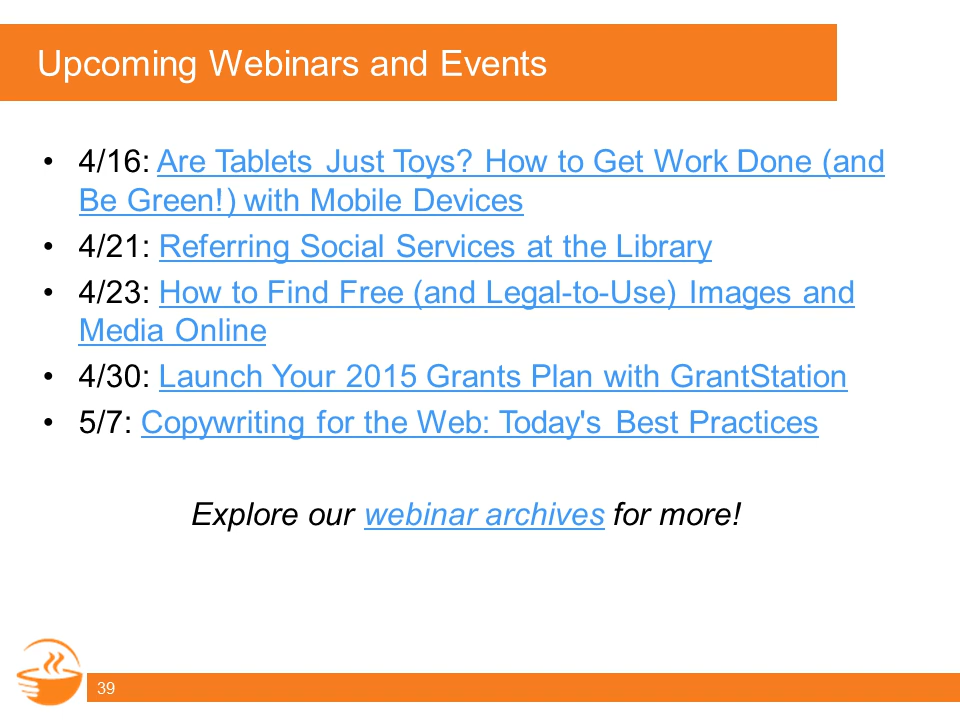 Upcoming Webinars and Events
• 4/16: Are Tablets Just Toys? How to Get Work Done (and
Be Green!) with Mobile Devices
• 4/21: Referring Social Services at the Library
• 4/23: How to Find Free (and Legal-to-Use) Images and
Media Online
• 4/30: Launch Your 2015 Grants Plan with GrantStation
• 5/7: Copywriting for the Web: Today's Best Practices
Explore our webinar archives for more!
39